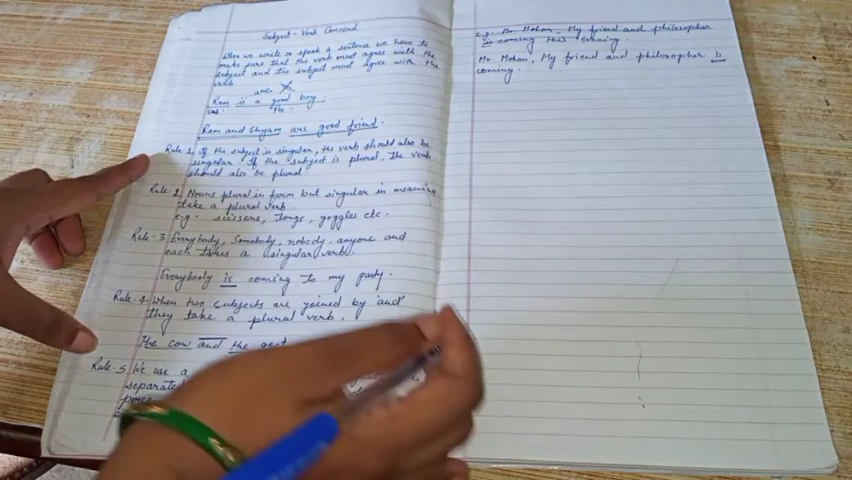 Subject - Verb Concord
When we write or speak a sentence we have to
make sure that the verb must agree with the
subject and the subject must agree with the
verb.
are X
Ram is a good boy.
Sub.
Ram and Shyam are good friend.
Rule 1. If the subject is singular, the verb should also be
singular If the subject is plural, the verb
should also be plural.
Rule 2. Nouns plural in form but singular in meaning
take a plural verb.
e.g. scissors, Tongs, goggles etc.
Rule. 3 Everybody, Somebody, nobody, anyone and
each takes a singular verb.
Everybody is coming to my party.
Rule. 4 When two subjects are joined by and
they take a plural verb.
The cow and the goat
Rule. 5 We use a
separated
e.g. Mr Mohan, My friend and philosopher
is coming this evening.
Mr Mohan, My friend and philosopher is
coming.